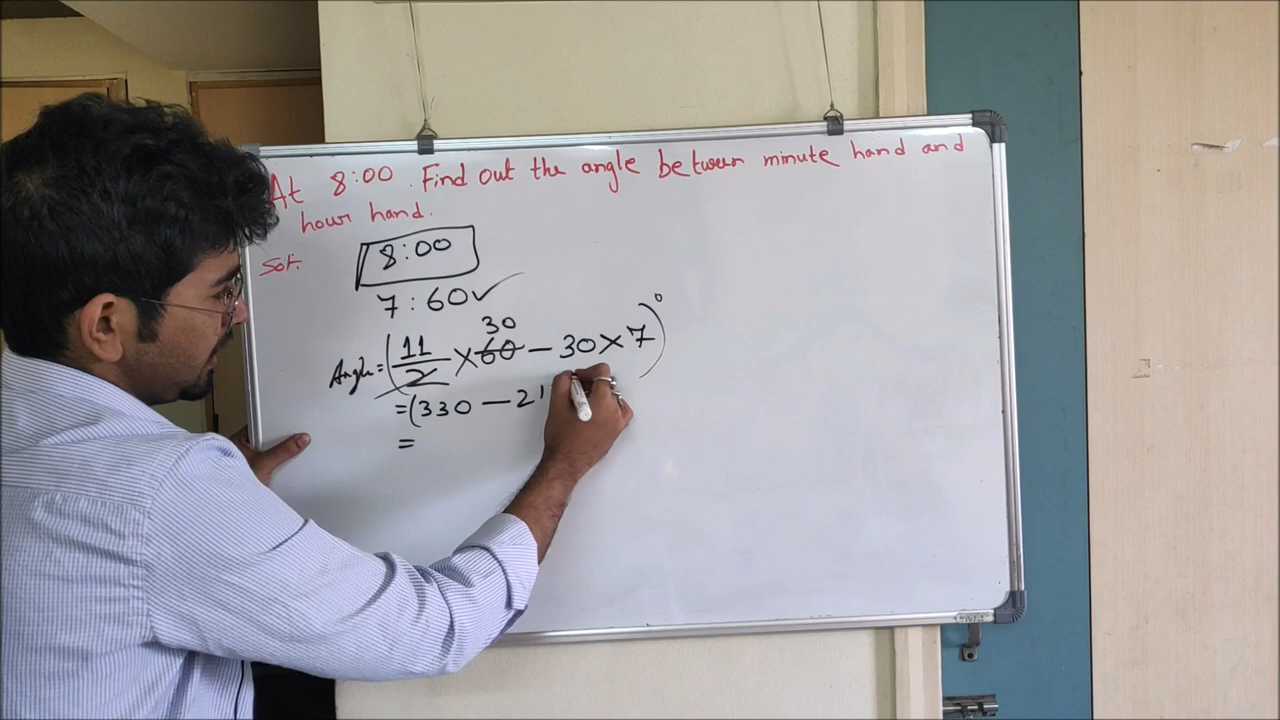 At 8:00 . Find out the angle between minute hand and
hour hand.
Sol:
8:00
7:60✓
30
Angle=(11/2 × 60 − 30×7)°
=(330 − 21
=